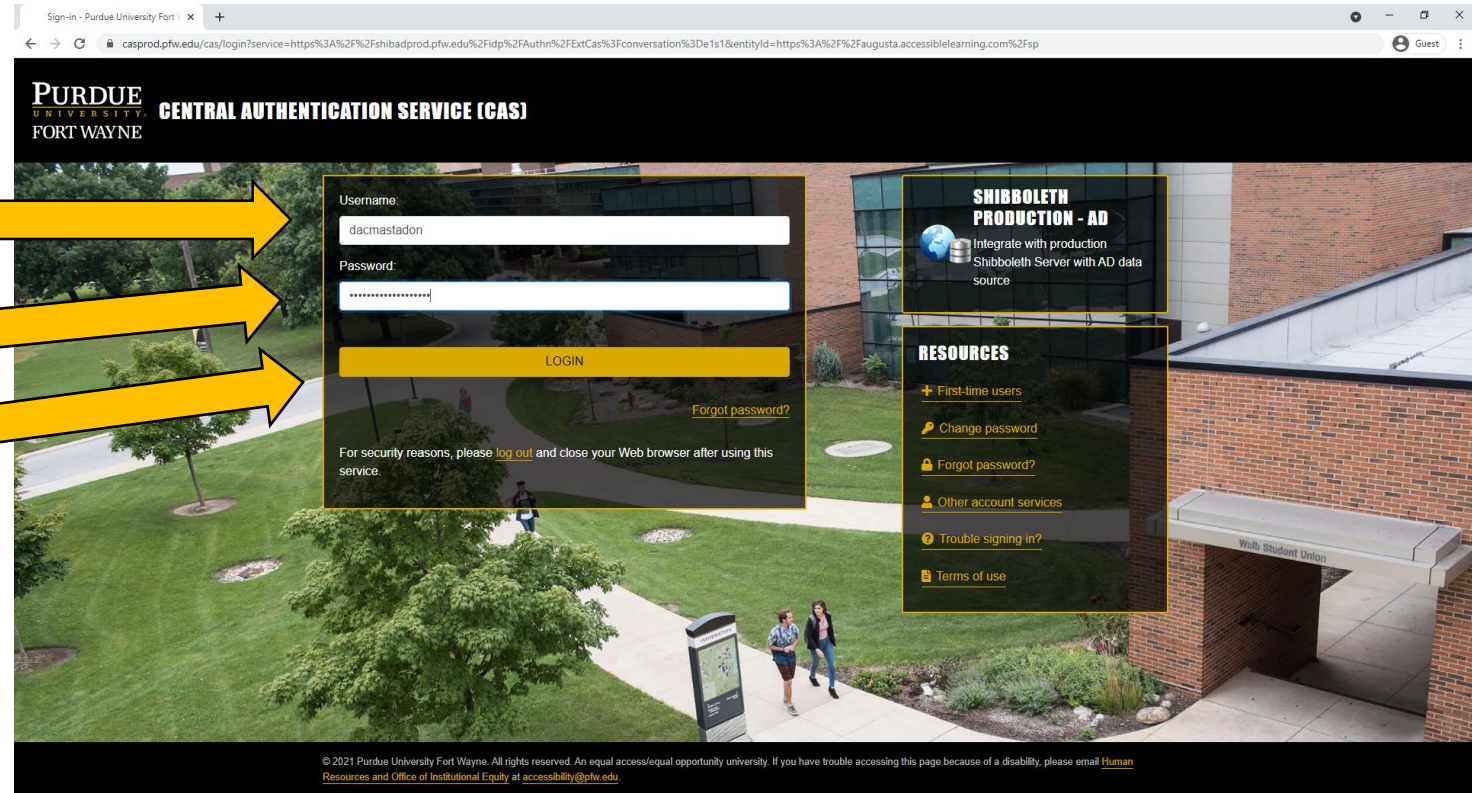 Sign-in - Purdue University Fort
casprod.pfw.edu/cas/login?service=https%3A%2F%2Fshibadprod.pfw.edu%2Fidp%2FAuthn%2FExtCas%3Fconversation%3De1s1&entityId=https%3A%2F%2Faugusta.accessiblelearning.com%2Fsp
Guest
PURDUE
UNIVERSITY.
FORT WAYNE
CENTRAL AUTHENTICATION SERVICE (CAS)
Username:
dacmastadon
Password:
•••••••••••••••••••
LOGIN
Forgot password?
For security reasons, please log out and close your Web browser after using this
service.
SHIBBOLETH
PRODUCTION - AD
Integrate with production
Shibboleth Server with AD data
source
RESOURCES
First-time users
Change password
Forgot password?
Other account services
Trouble signing in?
Terms of use
Walb Student Union
© 2021 Purdue University Fort Wayne. All rights reserved. An equal access/equal opportunity university. If you have trouble accessing this page because of a disability, please email Human
Resources and Office of Institutional Equity at accessibility@pfw.edu.